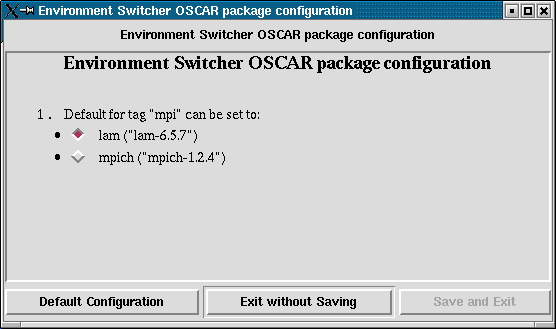 Environment Switcher OSCAR package configuration
Environment Switcher OSCAR package configuration
Environment Switcher OSCAR package configuration
1. Default for tag "mpi" can be set to:
lam ("lam-6.5.7")
mpich ("mpich-1.2.4")
Default Configuration Exit without Saving Save and Exit